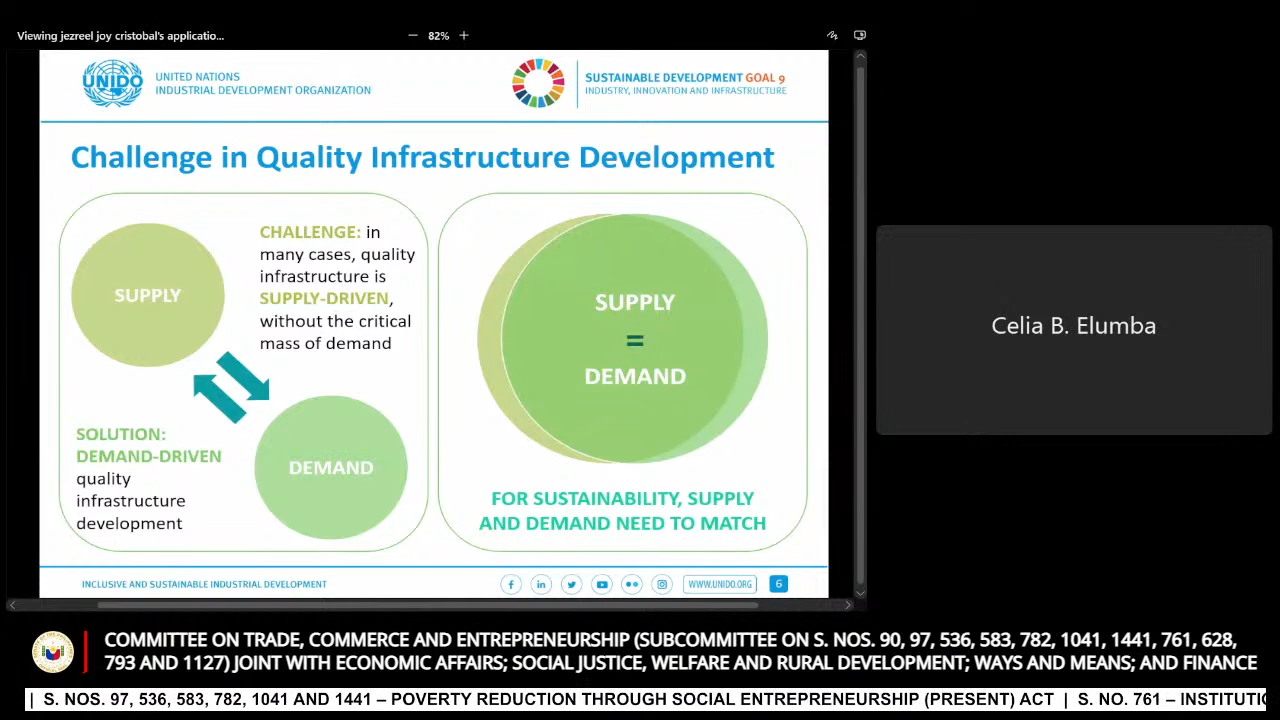 Viewing jezreel joy cristobal's applicatio...
82%
UNIDO
UNITED NATIONS
INDUSTRIAL DEVELOPMENT ORGANIZATION
SUSTAINABLE DEVELOPMENT GOAL 9
INDUSTRY, INNOVATION AND INFRASTRUCTURE
Challenge in Quality Infrastructure Development
SUPPLY
CHALLENGE: in
many cases, quality
infrastructure is
SUPPLY-DRIVEN,
without the critical
mass of demand
SOLUTION:
DEMAND-DRIVEN
quality
infrastructure
development
DEMAND
SUPPLY
=
DEMAND
FOR SUSTAINABILITY, SUPPLY
AND DEMAND NEED TO MATCH
INCLUSIVE AND SUSTAINABLE INDUSTRIAL DEVELOPMENT
WWW.UNIDO.ORG
6
Celia B. Elumba
COMMITTEE ON TRADE, COMMERCE AND ENTREPRENEURSHIP (SUBCOMMITTEE ON S. NOS. 90, 97, 536, 583, 782, 1041, 1441, 761, 628,
793 AND 1127) JOINT WITH ECONOMIC AFFAIRS; SOCIAL JUSTICE, WELFARE AND RURAL DEVELOPMENT; WAYS AND MEANS; AND FINANCE
| S. NOS. 97, 536, 583, 782, 1041 AND 1441 – POVERTY REDUCTION THROUGH SOCIAL ENTREPRENEURSHIP (PRESENT) ACT | S. NO. 761 – INSTITUTI